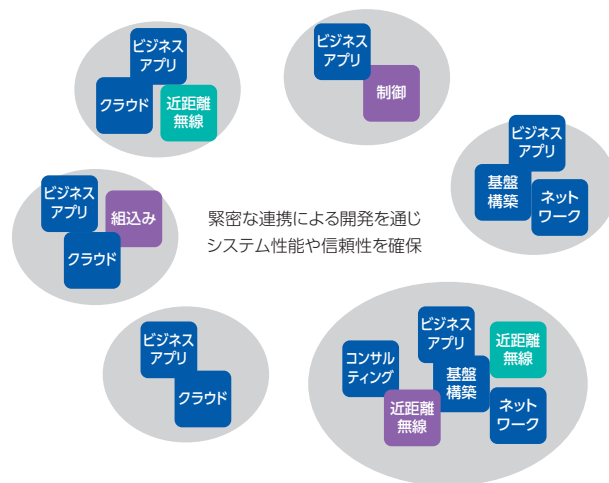 ビジネス
アプリ
クラウド
近距離
無線
ビジネス
アプリ
制御
ビジネス
アプリ
基盤
構築
ネット
ワーク
ビジネス
アプリ
組込み
クラウド
緊密な連携による開発を通じ
システム性能や信頼性を確保
ビジネス
アプリ
クラウド
ビジネス
アプリ
近距離
無線
コンサル
ティング
基盤
構築
近距離
無線
ネット
ワーク